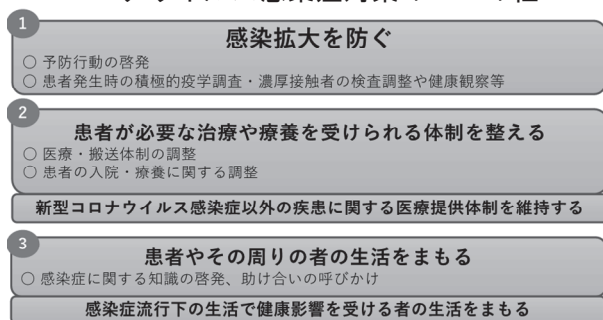 1
感染拡大を防ぐ
○ 予防行動の啓発
○ 患者発生時の積極的疫学調査・濃厚接触者の検査調整や健康観察等
2
患者が必要な治療や療養を受けられる体制を整える
○ 医療・搬送体制の調整
○ 患者の入院・療養に関する調整
新型コロナウイルス感染症以外の疾患に関する医療提供体制を維持する
3
患者やその周りの者の生活をまもる
○ 感染症に関する知識の啓発、助け合いの呼びかけ
感染症流行下の生活で健康影響を受ける者の生活をまもる